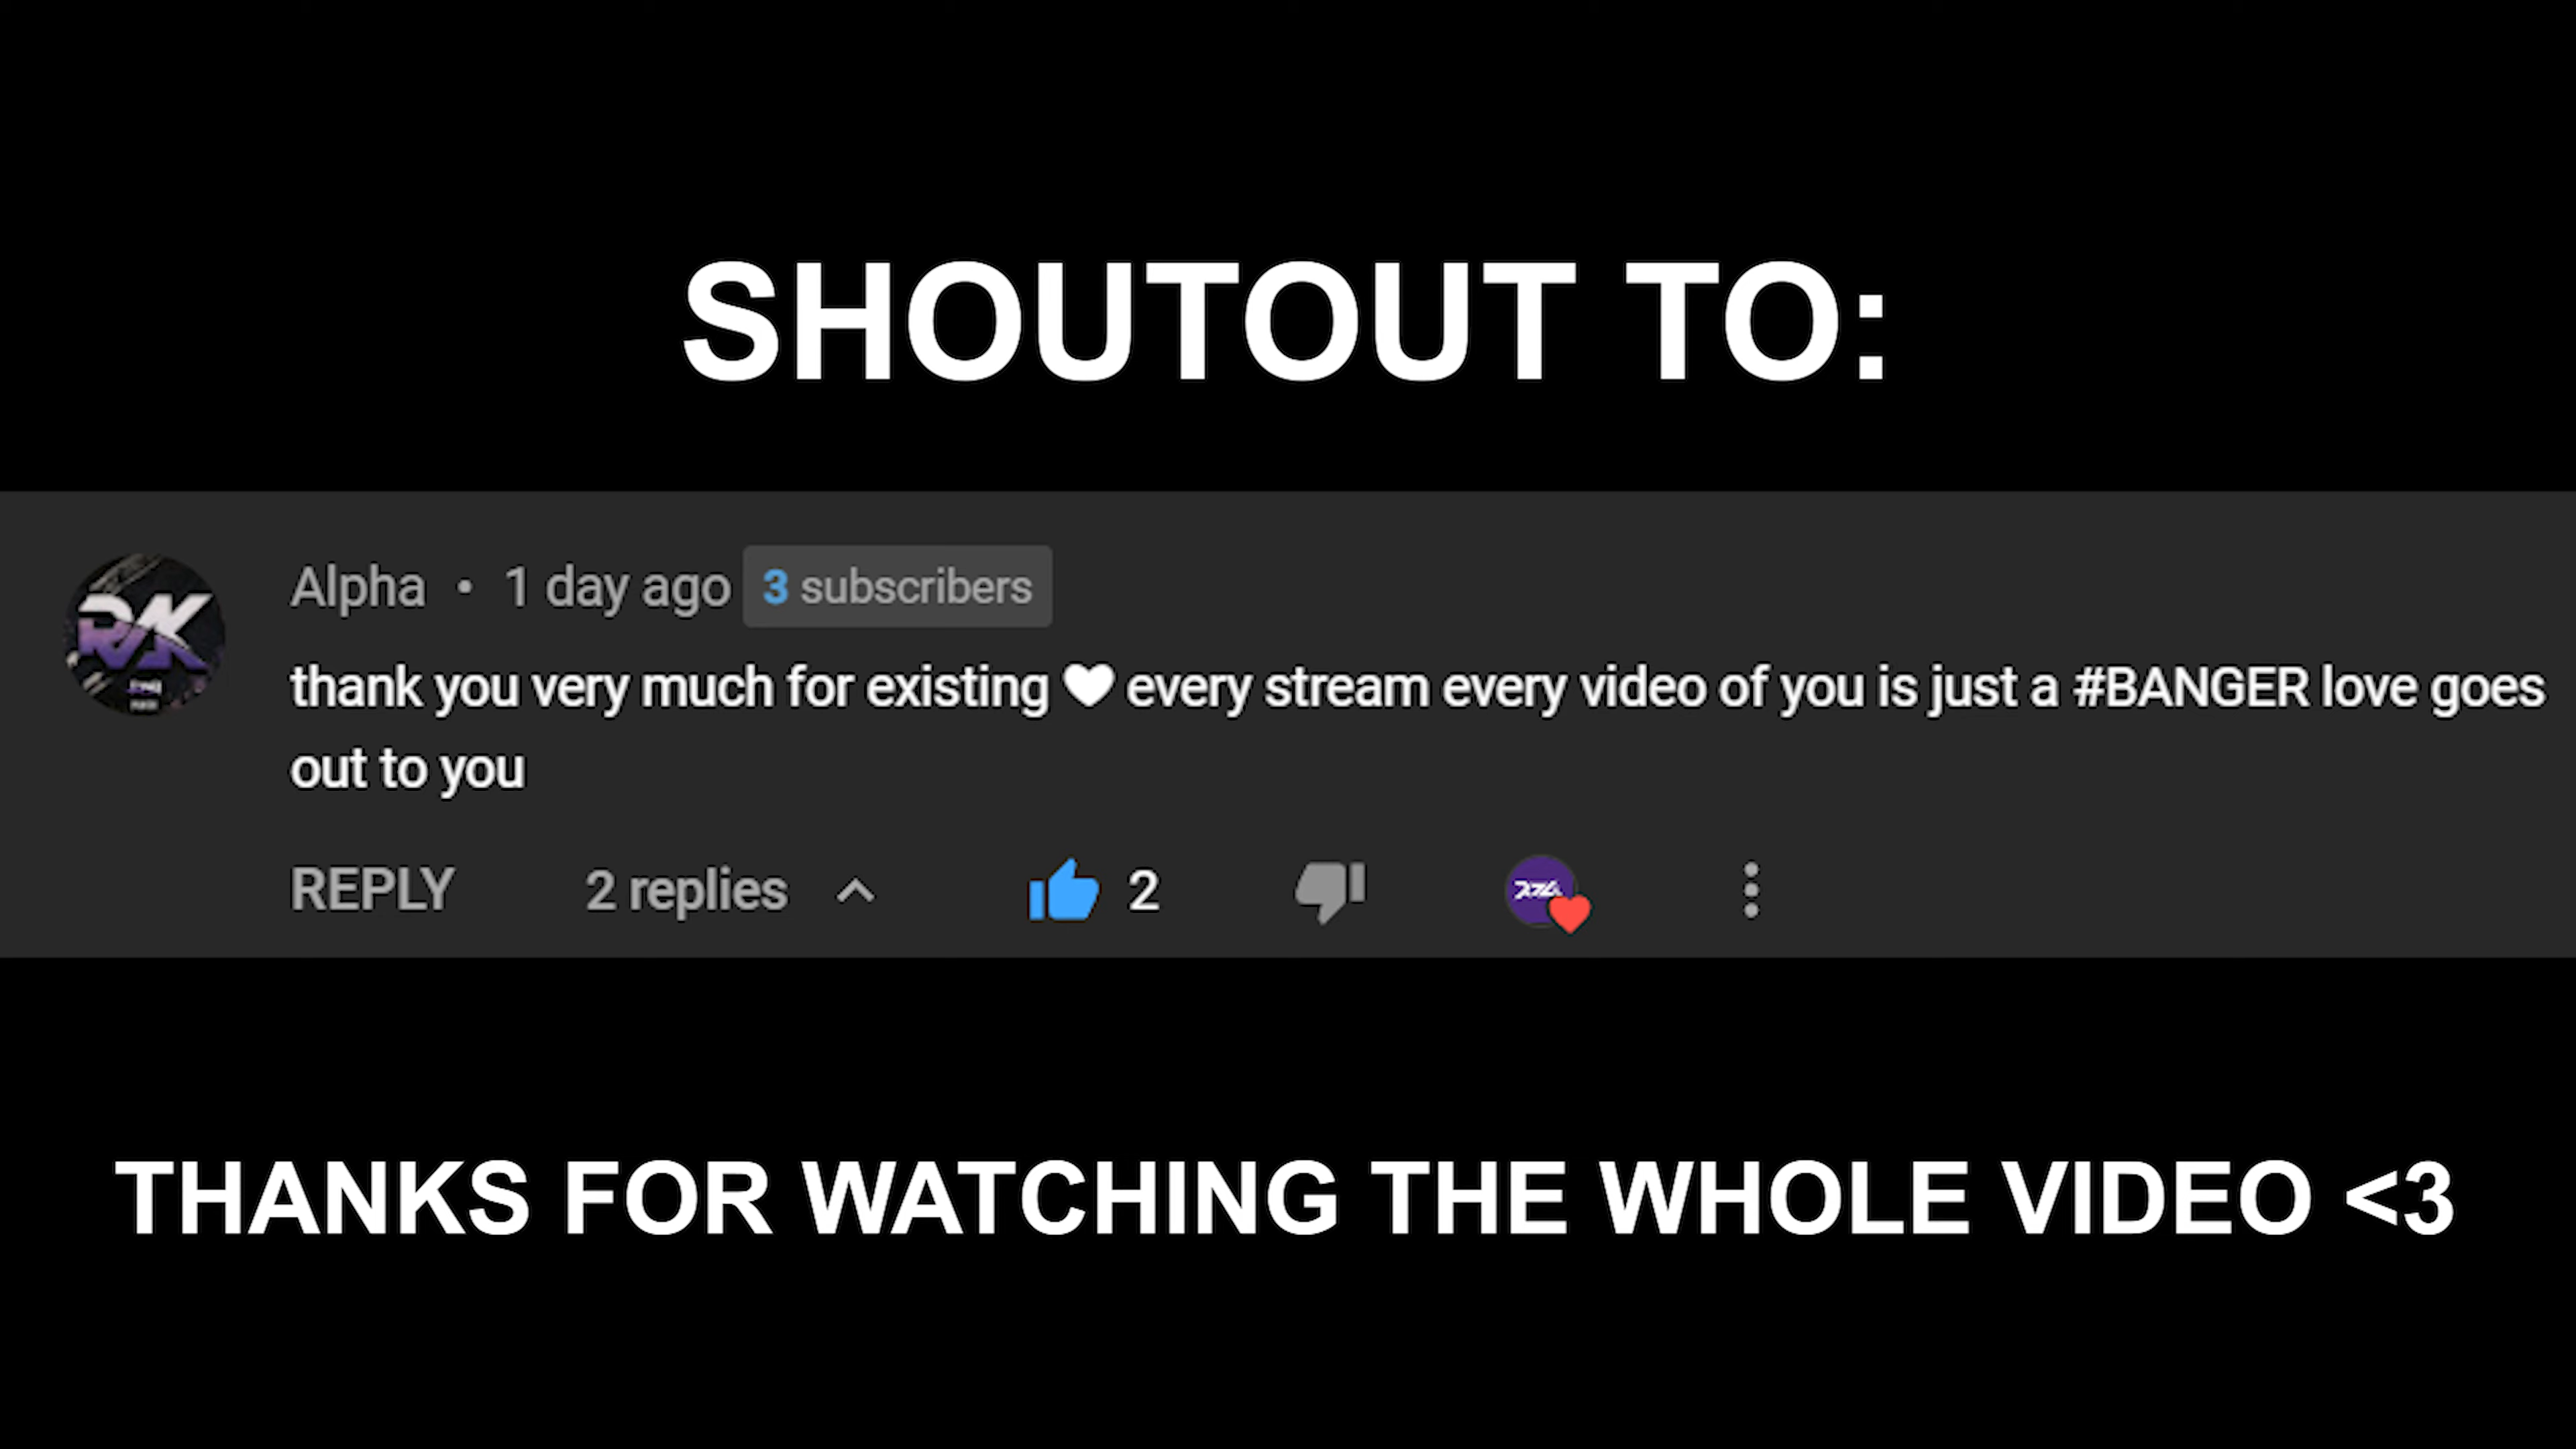 SHOUTOUT TO:
Alpha • 1 day ago 3 subscribers
thank you very much for existing 🤍 every stream every video of you is just a #BANGER love goes
out to you
REPLY 2 replies 2
THANKS FOR WATCHING THE WHOLE VIDEO <3